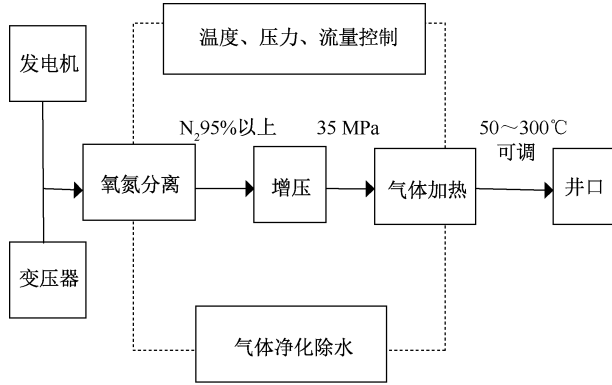 温度、压力、流量控制
发电机
N₂95%以上
35 MPa
50～300℃
可调
氧氮分离
增压
气体加热
井口
变压器
气体净化除水